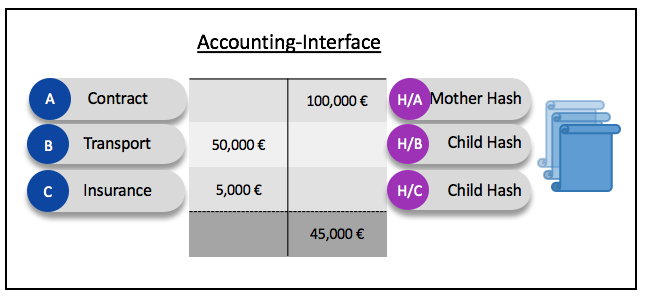 Accounting-Interface
A Contract 100,000 € H/A Mother Hash
B Transport 50,000 € H/B Child Hash
C Insurance 5,000 € H/C Child Hash
45,000 €